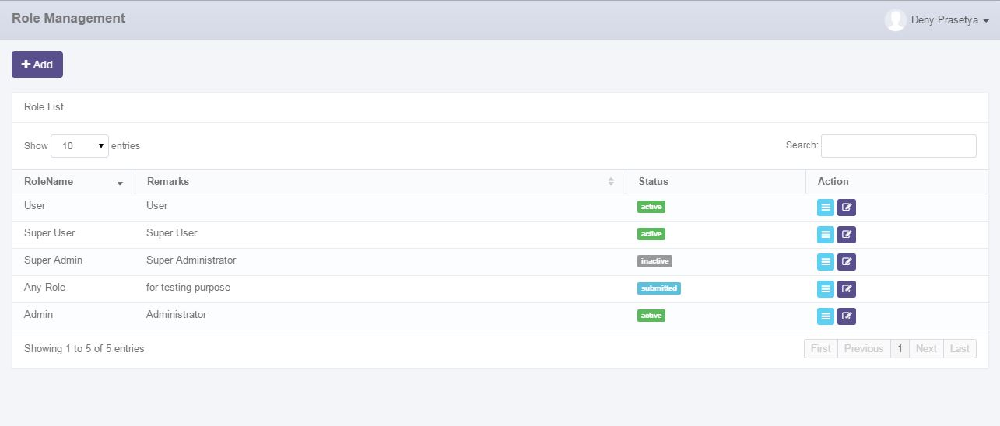 Role Management
Deny Prasetya
Add
Role List
Show 10 entries
Search:
RoleName Remarks Status Action
User User active
Super User Super User active
Super Admin Super Administrator inactive
Any Role for testing purpose submitted
Admin Administrator active
Showing 1 to 5 of 5 entries
First Previous 1 Next Last